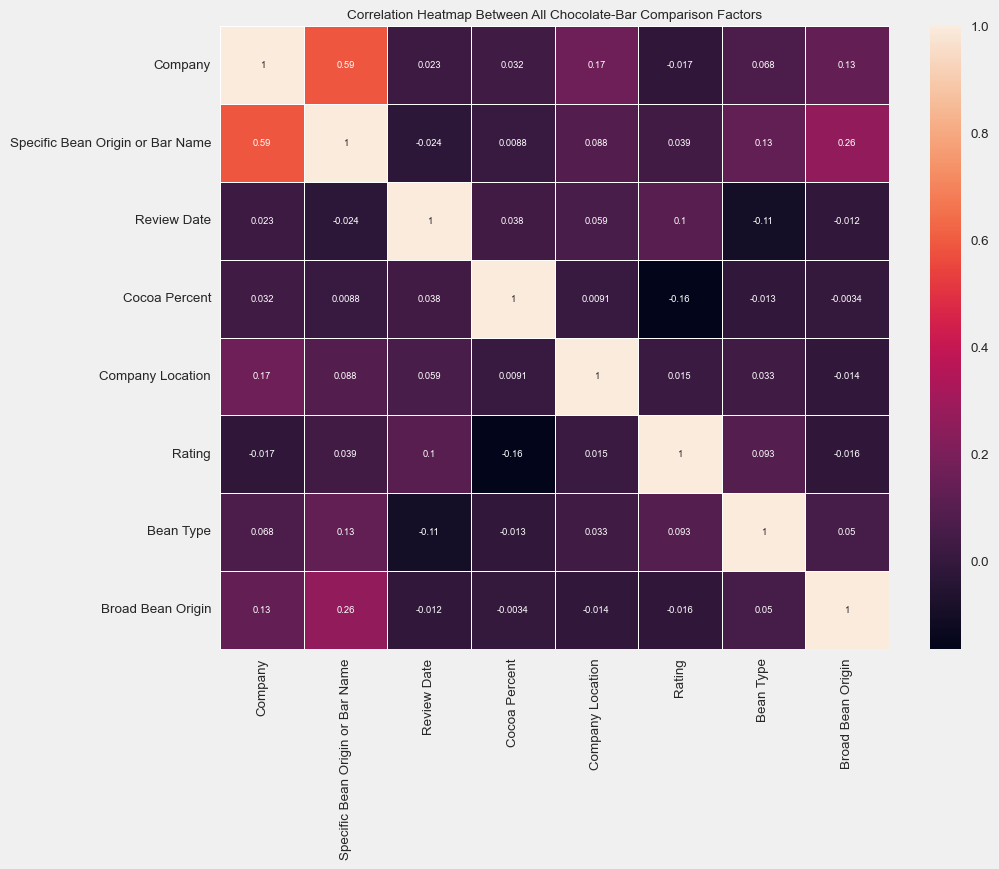 Correlation Heatmap Between All Chocolate-Bar Comparison Factors
Company 1 0.59 0.023 0.032 0.17 -0.017 0.068 0.13
Specific Bean Origin or Bar Name 0.59 1 -0.024 0.0088 0.088 0.039 0.13 0.26
Review Date 0.023 -0.024 1 0.038 0.059 0.1 -0.11 -0.012
Cocoa Percent 0.032 0.0088 0.038 1 0.0091 -0.16 -0.013 -0.0034
Company Location 0.17 0.088 0.059 0.0091 1 0.015 0.033 -0.014
Rating -0.017 0.039 0.1 -0.16 0.015 1 0.093 -0.016
Bean Type 0.068 0.13 -0.11 -0.013 0.033 0.093 1 0.05
Broad Bean Origin 0.13 0.26 -0.012 -0.0034 -0.014 -0.016 0.05 1
Company
Specific Bean Origin or Bar Name
Review Date
Cocoa Percent
Company Location
Rating
Bean Type
Broad Bean Origin
1.0
0.8
0.6
0.4
0.2
0.0